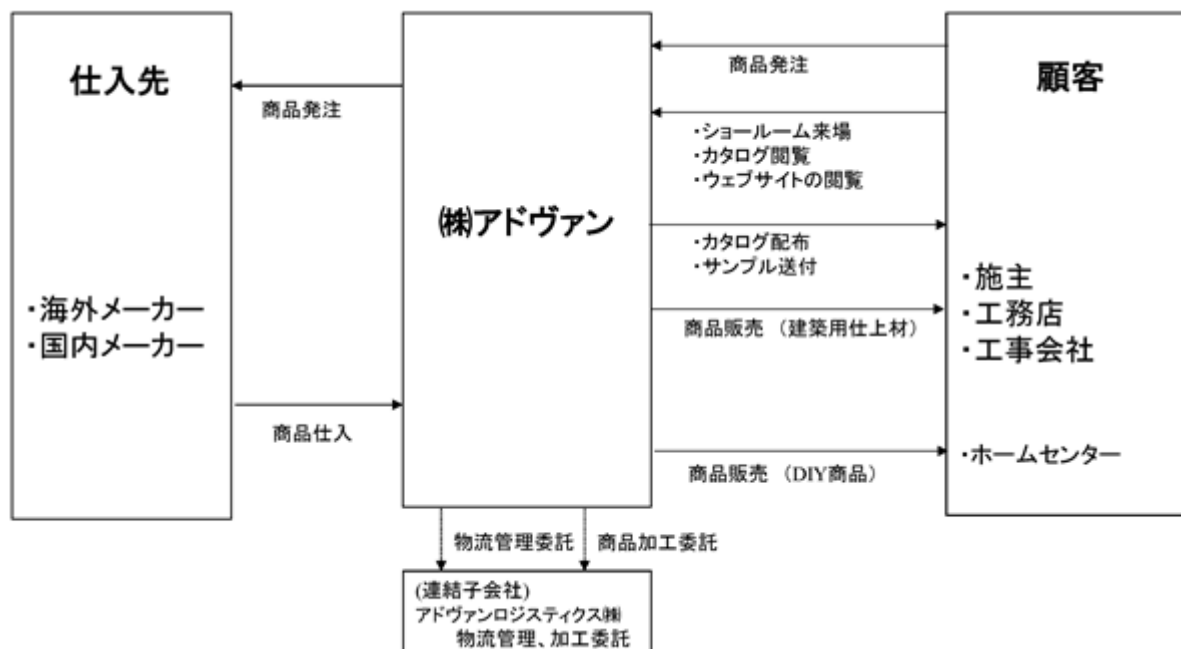 仕入先
商品発注
・海外メーカー
・国内メーカー
商品仕入
㈱アドヴァン
商品発注
・ショールーム来場
・カタログ閲覧
・ウェブサイトの閲覧
・カタログ配布
・サンプル送付
商品販売 （建築用仕上材）
商品販売 （DIY商品）
顧客
・施主
・工務店
・工事会社
・ホームセンター
物流管理委託 商品加工委託
(連結子会社)
アドヴァンロジスティクス㈱
物流管理、加工委託